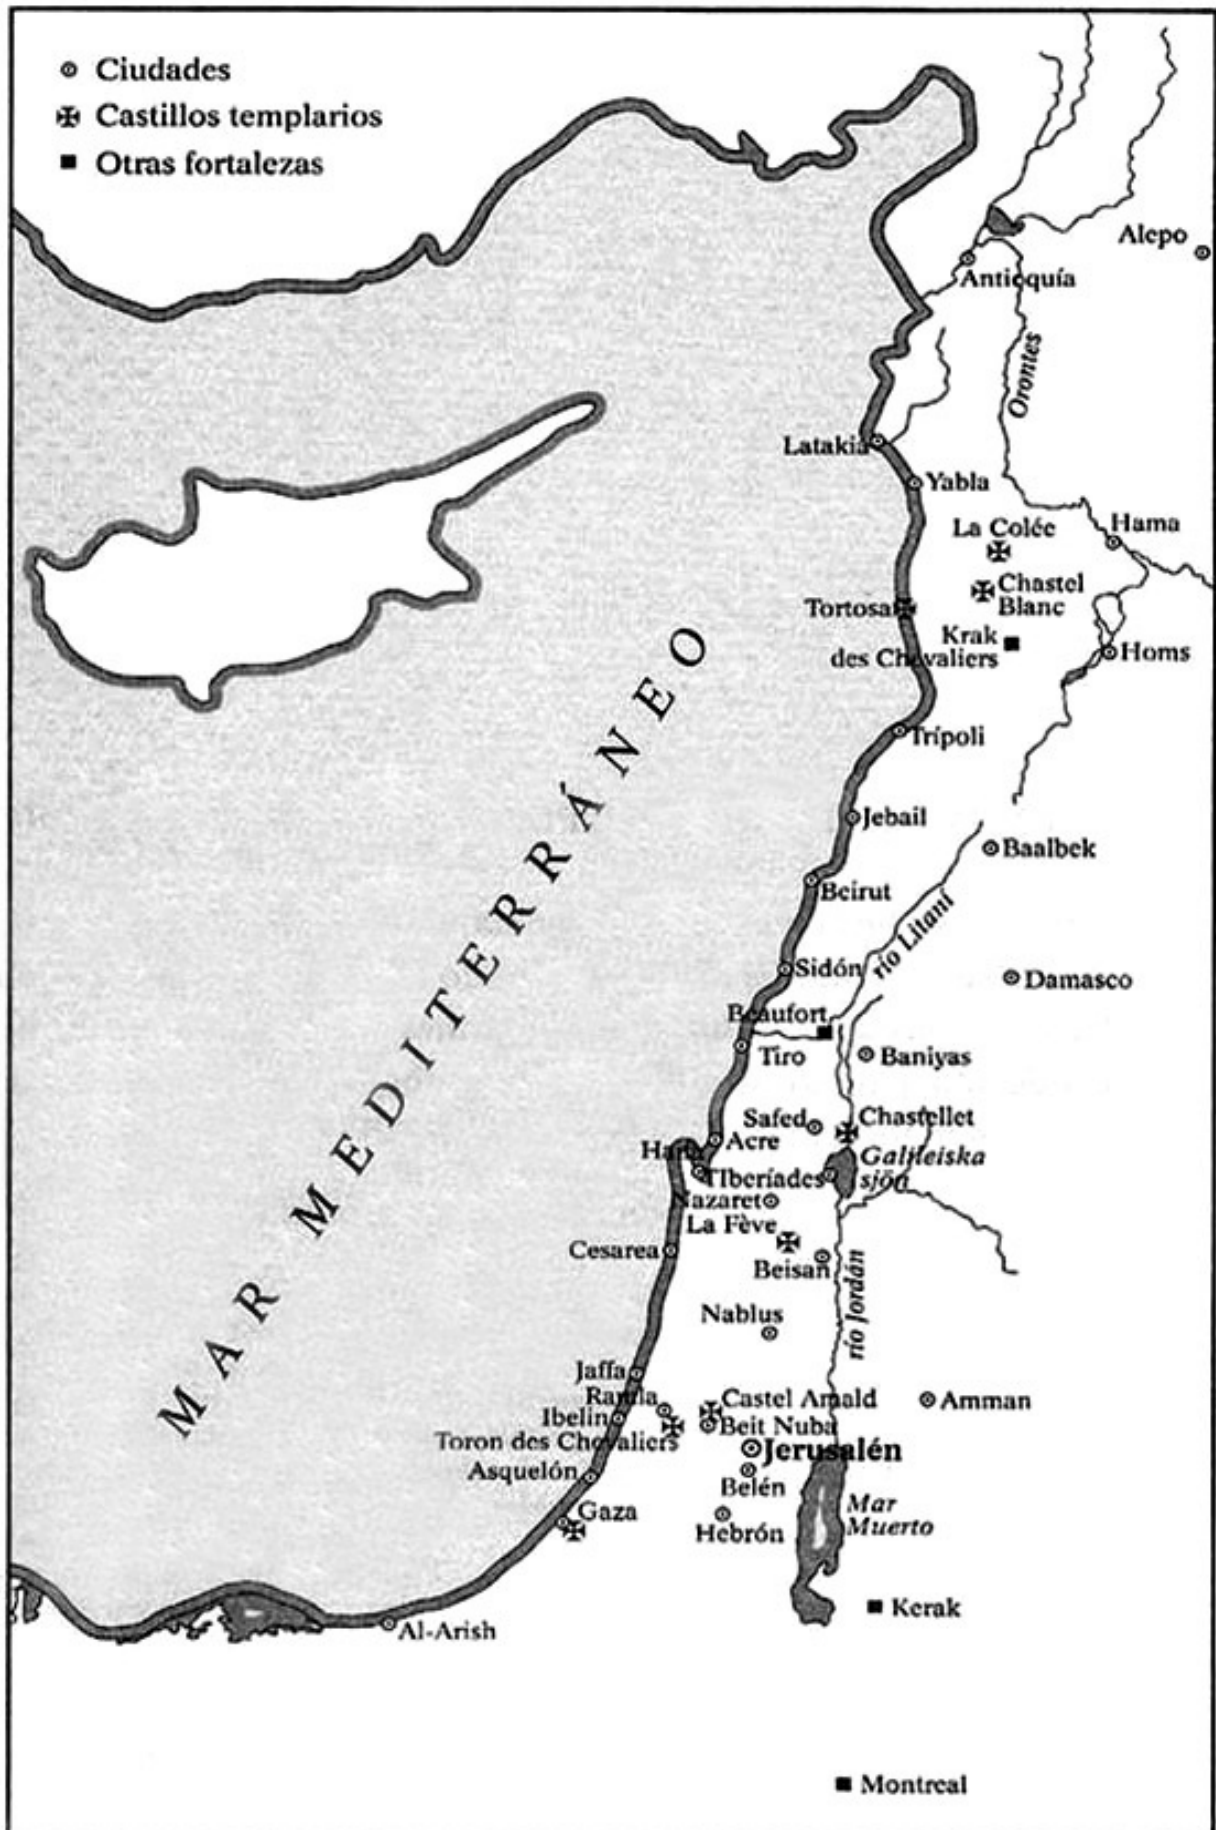 Ciudades
Castillos templarios
Otras fortalezas
Alepo
Antioquía
Orontes
Latakia
Yabla
La Colée
Hama
Chastel
Blanc
Tortosa
Krak
des Chevaliers
Homs
MAR MEDITERRÁNEO
Trípoli
Jebail
Baalbek
Beirut
río Litaní
Sidón
Damasco
Beaufort
Tiro
Baniyas
Safed
Chastellet
Acre
Galileiska
sjön
Tiberíades
Nazaret
La Fève
Cesarea
Beisan
río Jordán
Nablus
Jaffa
Ramla
Castel Arnald
Amman
Ibelin
Beit Nuba
Toron des Chevaliers
Jerusalén
Asquelón
Belén
Mar
Muerto
Gaza
Hebrón
Kerak
Al-Arish
Montreal